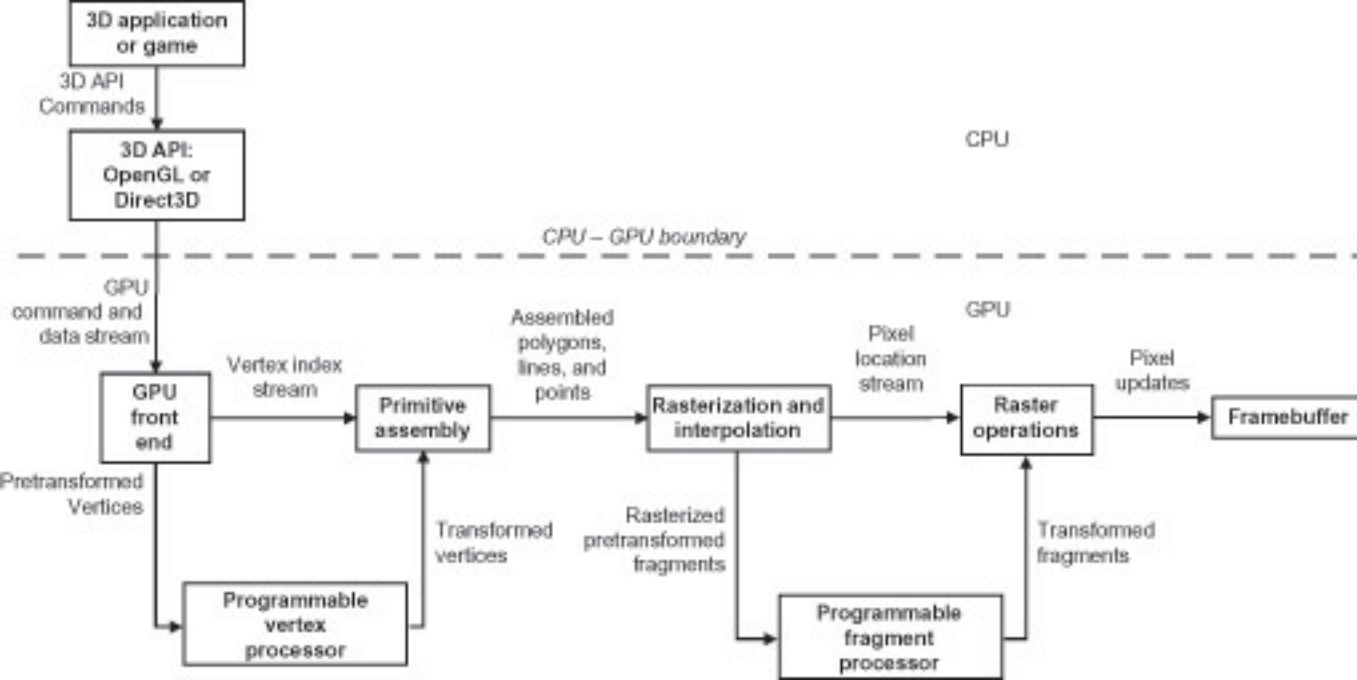 3D application
or game
3D API
Commands
3D API:
OpenGL or
Direct3D
CPU
CPU – GPU boundary
GPU
command and
data stream
GPU
Vertex index
stream
Assembled
polygons,
lines, and
points
Pixel
location
stream
Pixel
updates
GPU
front
end
Primitive
assembly
Rasterization and
interpolation
Raster
operations
Framebuffer
Pretransformed
Vertices
Transformed
vertices
Rasterized
pretransformed
fragments
Transformed
fragments
Programmable
vertex
processor
Programmable
fragment
processor